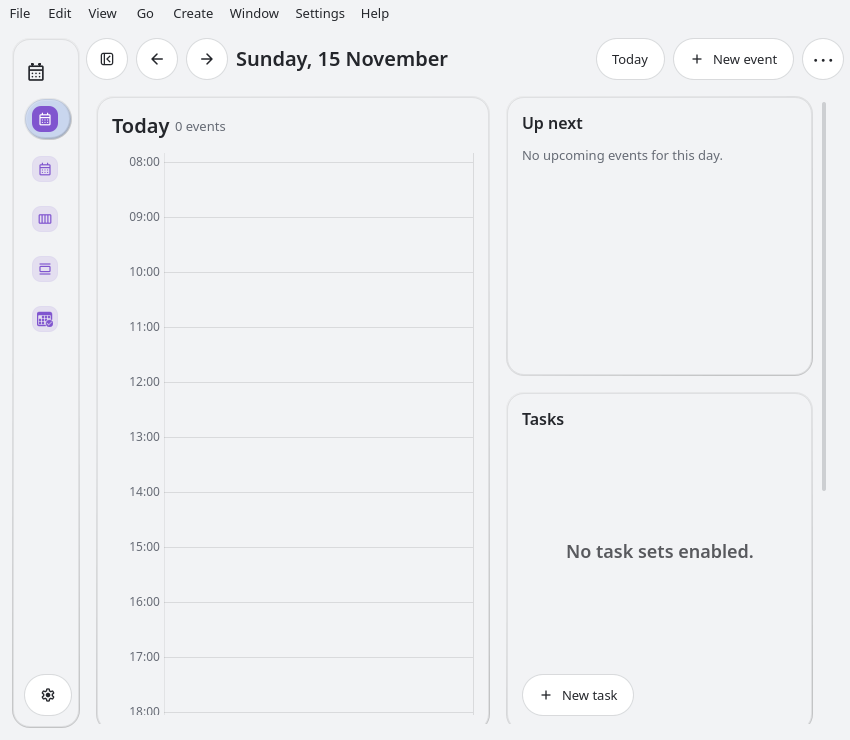 File Edit View Go Create Window Settings Help
Sunday, 15 November
Today
New event
Today 0 events
08:00
09:00
10:00
11:00
12:00
13:00
14:00
15:00
16:00
17:00
18:00
Up next
No upcoming events for this day.
Tasks
No task sets enabled.
New task